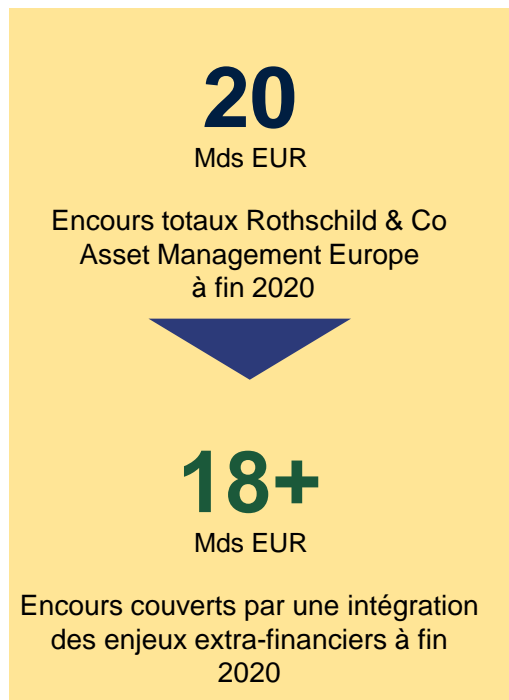 20
Mds EUR
Encours totaux Rothschild & Co
Asset Management Europe
à fin 2020
18+
Mds EUR
Encours couverts par une intégration
des enjeux extra-financiers à fin
2020